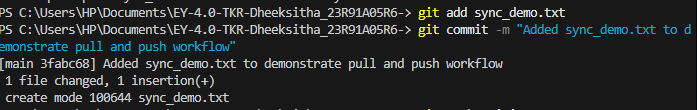 PS C:\Users\HP\Documents\EY-4.0-TKR-Dheeksitha_23R91A05R6-> git add sync_demo.txt
PS C:\Users\HP\Documents\EY-4.0-TKR-Dheeksitha_23R91A05R6-> git commit -m "Added sync_demo.txt to d
emonstrate pull and push workflow"
[main 3fabc68] Added sync_demo.txt to demonstrate pull and push workflow
 1 file changed, 1 insertion(+)
 create mode 100644 sync_demo.txt